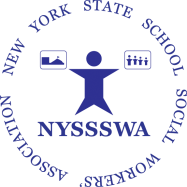 NEW YORK STATE SCHOOL SOCIAL WORKERS' ASSOCIATION
NYSSSWA